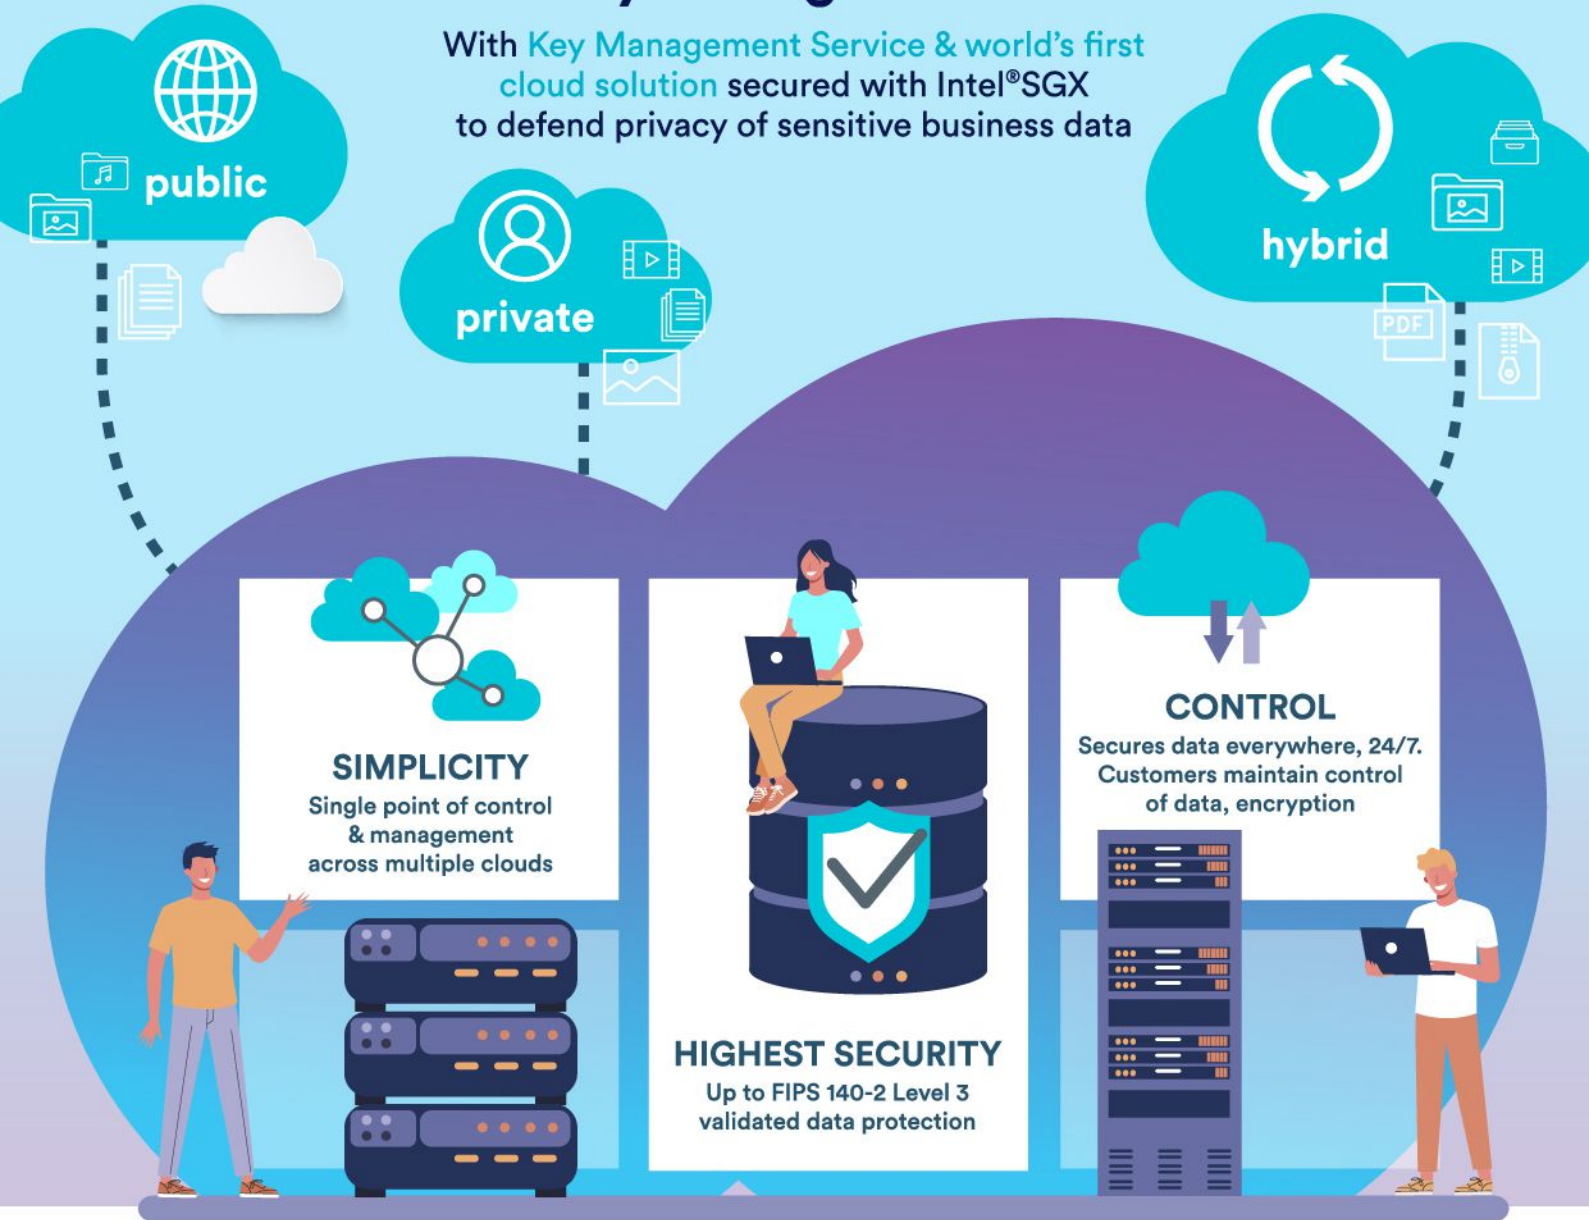 With Key Management Service & world's first
cloud solution secured with Intel®SGX
to defend privacy of sensitive business data
public
private
hybrid
PDF
SIMPLICITY
Single point of control
& management
across multiple clouds
HIGHEST SECURITY
Up to FIPS 140-2 Level 3
validated data protection
CONTROL
Secures data everywhere, 24/7.
Customers maintain control
of data, encryption